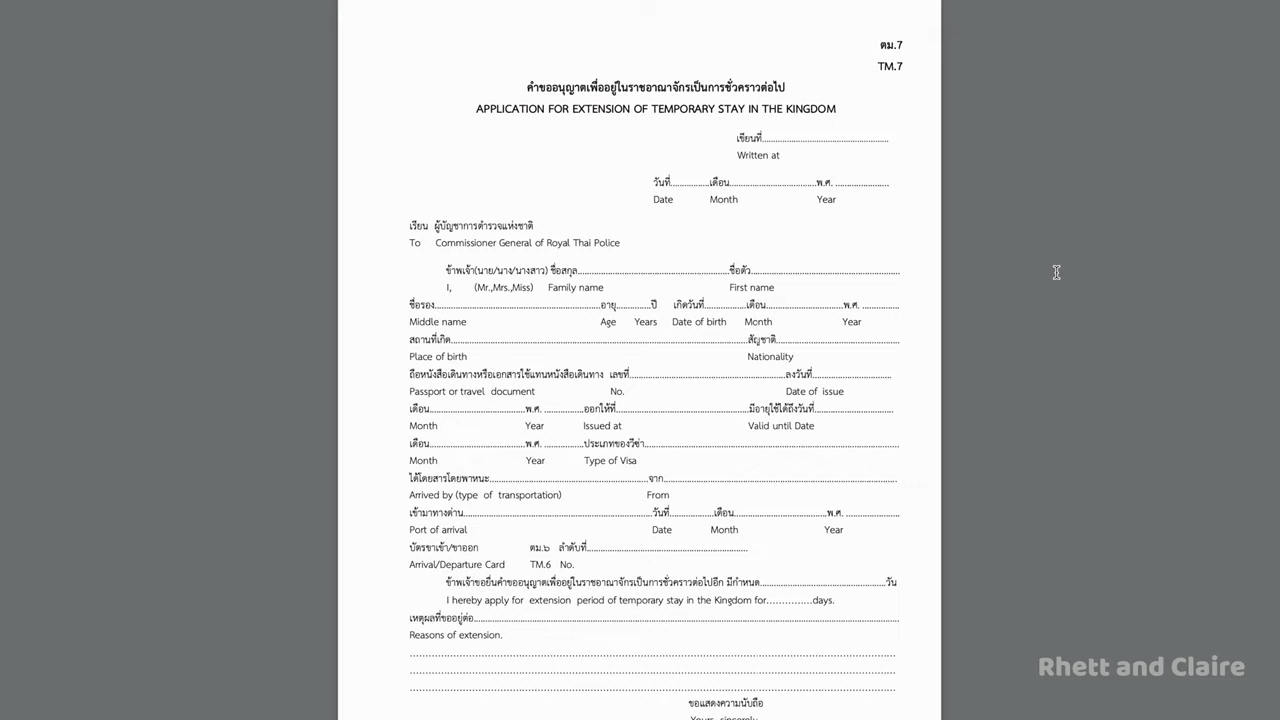 ตม.7
TM.7
คำขออนุญาตเพื่ออยู่ในราชอาณาจักรเป็นการชั่วคราวต่อไป
APPLICATION FOR EXTENSION OF TEMPORARY STAY IN THE KINGDOM
เขียนที่..........................................................
Written at
วันที่..................เดือน.......................................พ.ศ. ........................
Date Month Year
เรียน ผู้บัญชาการตำรวจแห่งชาติ
To Commissioner General of Royal Thai Police
ข้าพเจ้า(นาย/นาง/นางสาว) ชื่อสกุล....................................................................ชื่อตัว...................................................................
I, (Mr.,Mrs.,Miss) Family name First name
ชื่อรอง..........................................................................อายุ................ปี เกิดวันที่...................เดือน...................................พ.ศ. .................
Middle name Age Years Date of birth Month Year
สถานที่เกิด.............................................................................................................................สัญชาติ.......................................................
Place of birth Nationality
ถือหนังสือเดินทางหรือเอกสารใช้แทนหนังสือเดินทาง เลขที่.......................................................................ลงวันที่....................................
Passport or travel document No. Date of issue
เดือน...........................................พ.ศ. ..................ออกให้ที่............................................................มีอายุใช้ได้ถึงวันที่....................................
Month Year Issued at Valid until Date
เดือน...........................................พ.ศ. ..................ประเภทของวีซ่า...................................................................................................................
Month Year Type of Visa
ได้โดยสารโดยพาหนะ.......................................................................จาก.........................................................................................................
Arrived by (type of transportation) From
เข้ามาทางด่าน.....................................................................................วันที่....................เดือน..........................................พ.ศ. ........................
Port of arrival Date Month Year
บัตรขาเข้า/ขาออก ตม.๖ ลำดับที่.........................................................................
Arrival/Departure Card TM.6 No.
ข้าพเจ้าขอยื่นคำขออนุญาตเพื่ออยู่ในราชอาณาจักรเป็นการชั่วคราวต่อไปอีก มีกำหนด.........................................................วัน
I hereby apply for extension period of temporary stay in the Kingdom for...............days.
เหตุผลที่ขออยู่ต่อ.................................................................................................................................................................................................
Reasons of extension.
..................................................................................................................................................................
..................................................................................................................................................................
..................................................................................................................................................................
ขอแสดงความนับถือ
Yours sincerely
Rhett and Claire